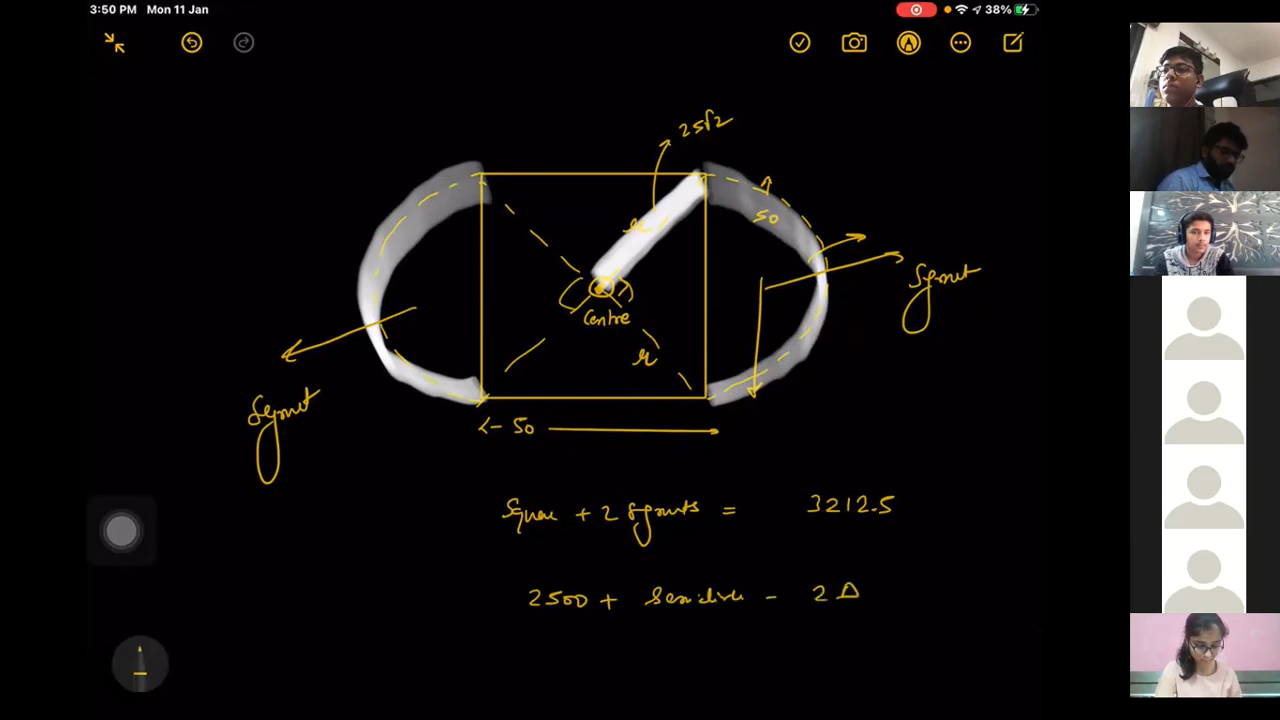 3:50 PM Mon 11 Jan
38%
25√2
r
50
Segment
Centre
r
Segment
<- 50
Square + 2 Segments = 3212.5
2500 + Semicircle - 2 Δ